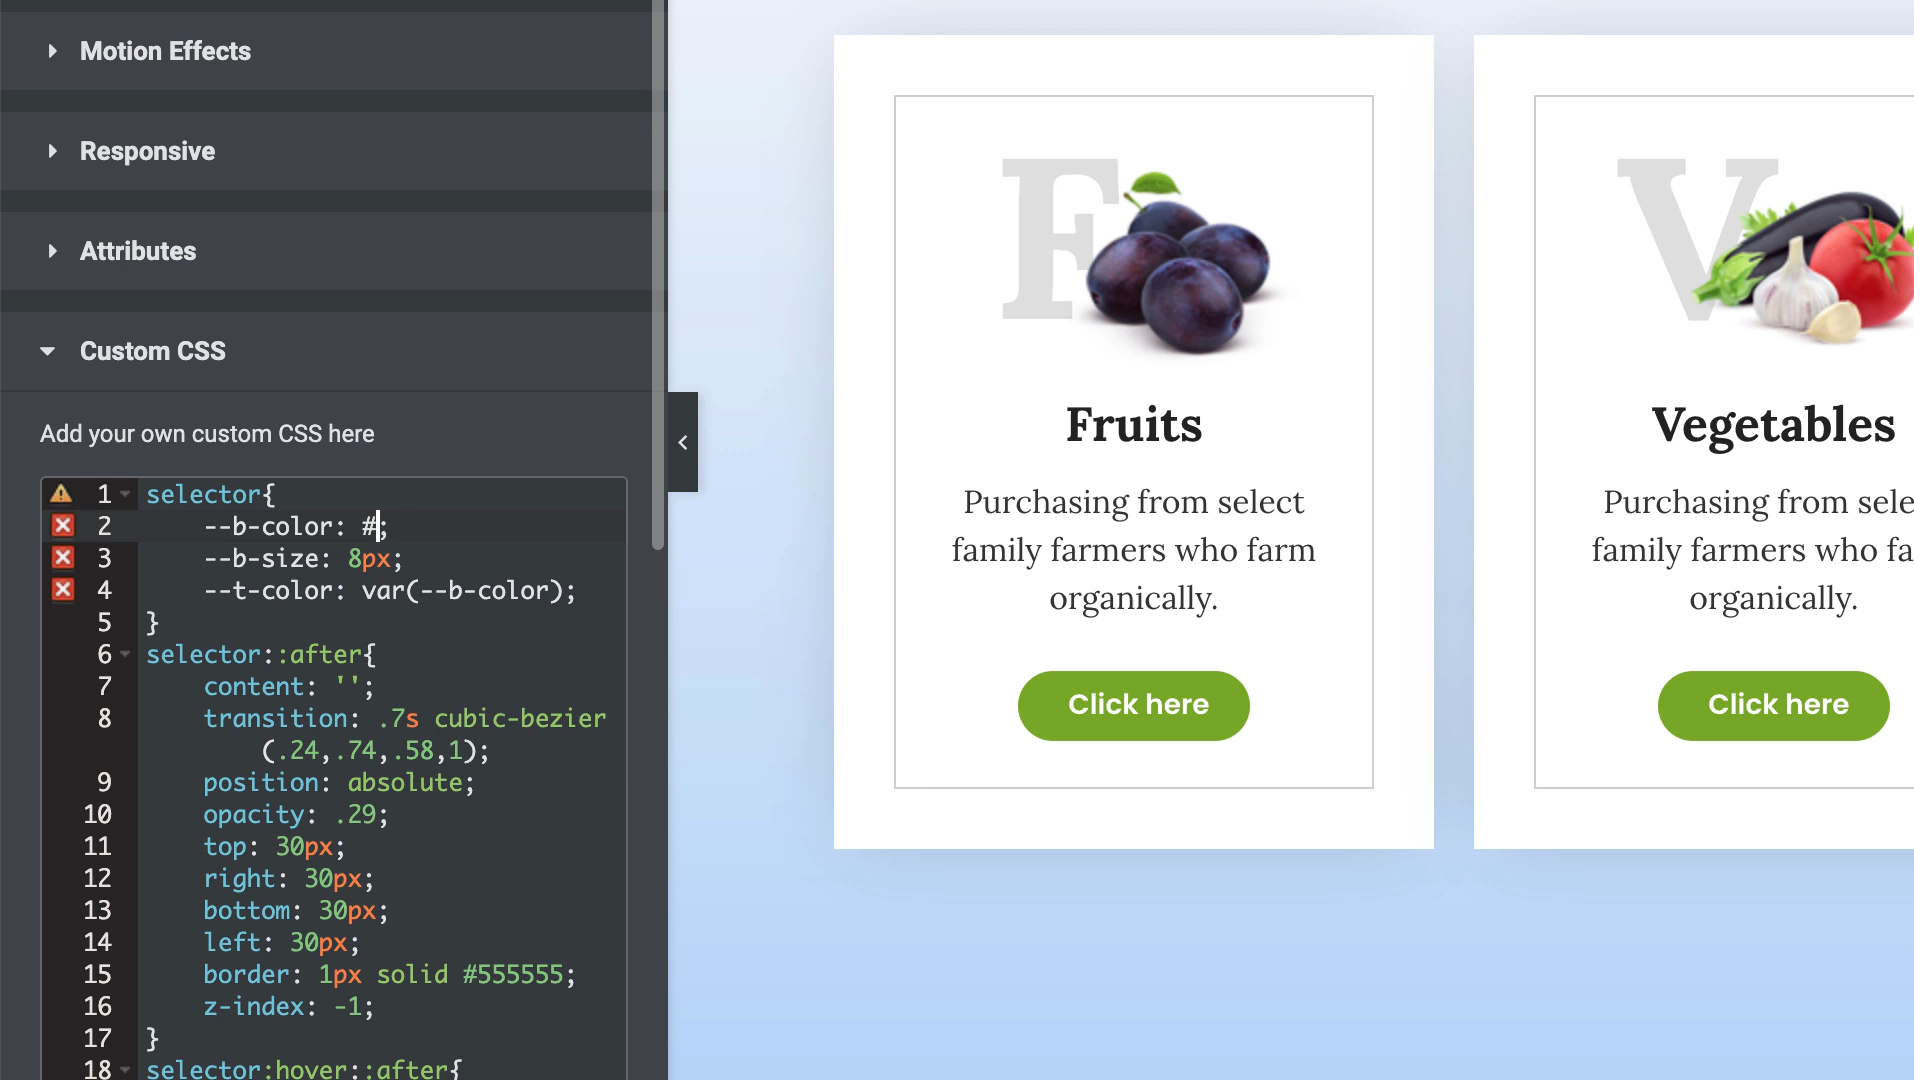 Motion Effects
Responsive
Attributes
Custom CSS
Add your own custom CSS here
1 selector{
2 --b-color: #;
3 --b-size: 8px;
4 --t-color: var(--b-color);
5 }
6 selector::after{
7 content: '';
8 transition: .7s cubic-bezier
(.24,.74,.58,1);
9 position: absolute;
10 opacity: .29;
11 top: 30px;
12 right: 30px;
13 bottom: 30px;
14 left: 30px;
15 border: 1px solid #555555;
16 z-index: -1;
17 }
18 selector:hover::after{
F
Fruits
Purchasing from select
family farmers who farm
organically.
Click here
V
Vegetables
Purchasing from sele
family farmers who fa
organically.
Click here